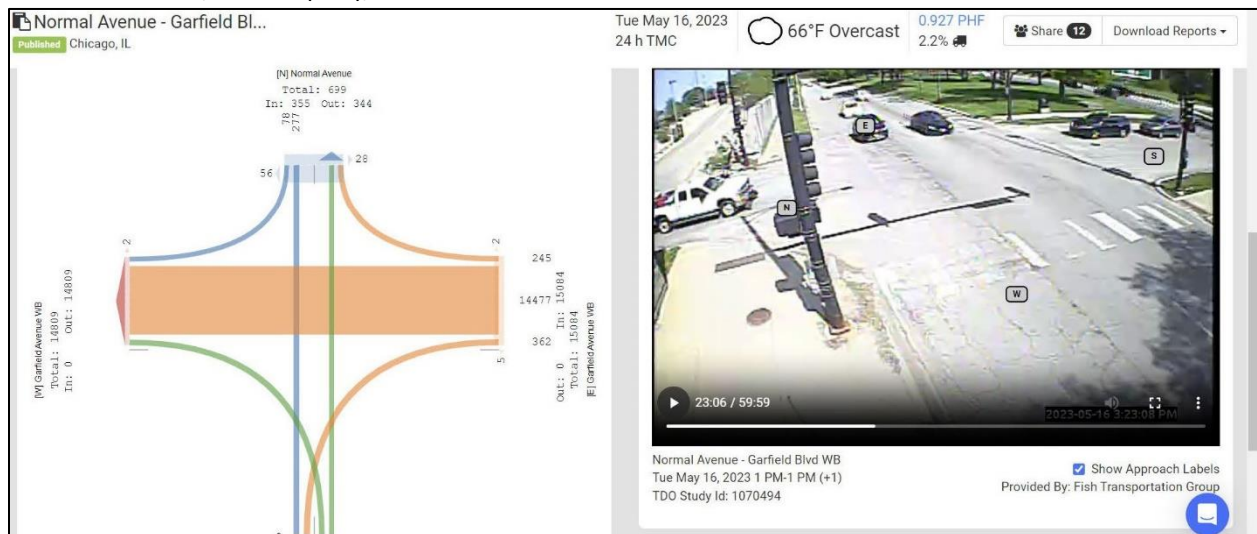 Normal Avenue - Garfield Bl...
Published Chicago, IL
Tue May 16, 2023
24 h TMC
66°F Overcast
0.927 PHF
2.2%
Share 12
Download Reports
[N] Normal Avenue
Total: 699
In: 355 Out: 344
78
277
28
56
2
2
245
14477
362
5
[W] Garfield Avenue WB
Total: 14809
In: 0 Out: 14809
Out: 0 In: 15084
Total: 15084
[E] Garfield Avenue WB
E
S
N
W
23:06 / 59:59
2023-05-16 3:23:08 PM
Normal Avenue - Garfield Blvd WB
Tue May 16, 2023 1 PM-1 PM (+1)
TDO Study Id: 1070494
Show Approach Labels
Provided By: Fish Transportation Group